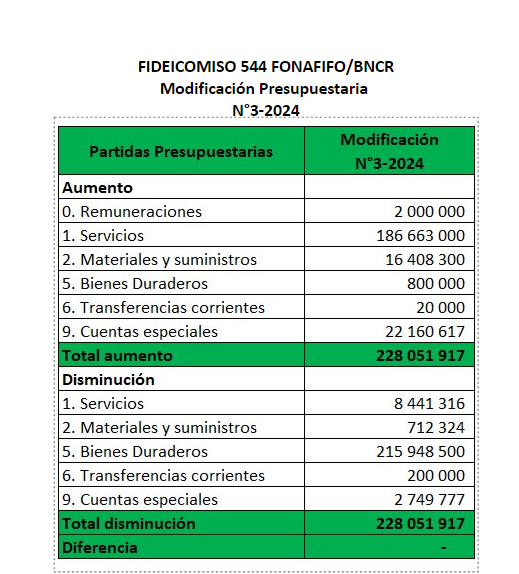 FIDEICOMISO 544 FONAFIFO/BNCR
Modificación Presupuestaria
N°3-2024
Partidas Presupuestarias Modificación N°3-2024
Aumento
0. Remuneraciones 2 000 000
1. Servicios 186 663 000
2. Materiales y suministros 16 408 300
5. Bienes Duraderos 800 000
6. Transferencias corrientes 20 000
9. Cuentas especiales 22 160 617
Total aumento 228 051 917
Disminución
1. Servicios 8 441 316
2. Materiales y suministros 712 324
5. Bienes Duraderos 215 948 500
6. Transferencias corrientes 200 000
9. Cuentas especiales 2 749 777
Total disminución 228 051 917
Diferencia -